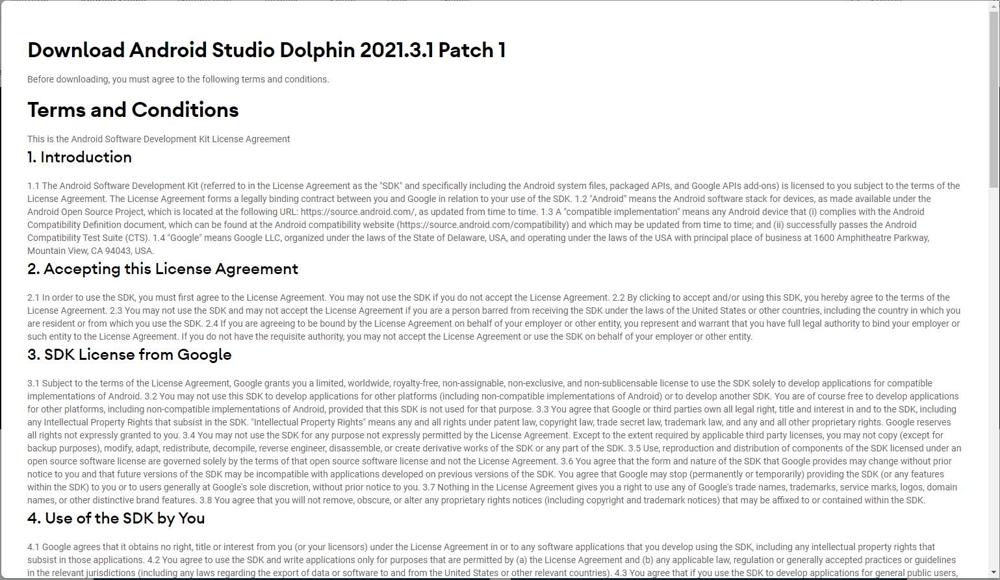 Download Android Studio Dolphin 2021.3.1 Patch 1
Before downloading, you must agree to the following terms and conditions.
Terms and Conditions
This is the Android Software Development Kit License Agreement
1. Introduction
1.1 The Android Software Development Kit (referred to in the License Agreement as the "SDK" and specifically including the Android system files, packaged APIs, and Google APIs add-ons) is licensed to you subject to the terms of the
License Agreement. The License Agreement forms a legally binding contract between you and Google in relation to your use of the SDK. 1.2 "Android" means the Android software stack for devices, as made available under the
Android Open Source Project, which is located at the following URL: https://source.android.com/, as updated from time to time. 1.3 A "compatible implementation" means any Android device that (i) complies with the Android
Compatibility Definition document, which can be found at the Android compatibility website (https://source.android.com/compatibility) and which may be updated from time to time; and (ii) successfully passes the Android
Compatibility Test Suite (CTS). 1.4 "Google" means Google LLC, organized under the laws of the State of Delaware, USA, and operating under the laws of the USA with principal place of business at 1600 Amphitheatre Parkway,
Mountain View, CA 94043, USA.
2. Accepting this License Agreement
2.1 In order to use the SDK, you must first agree to the License Agreement. You may not use the SDK if you do not accept the License Agreement. 2.2 By clicking to accept and/or using this SDK, you hereby agree to the terms of the
License Agreement. 2.3 You may not use the SDK and may not accept the License Agreement if you are a person barred from receiving the SDK under the laws of the United States or other countries, including the country in which you
are resident or from which you use the SDK. 2.4 If you are agreeing to be bound by the License Agreement on behalf of your employer or other entity, you represent and warrant that you have full legal authority to bind your employer or
such entity to the License Agreement. If you do not have the requisite authority, you may not accept the License Agreement or use the SDK on behalf of your employer or other entity.
3. SDK License from Google
3.1 Subject to the terms of the License Agreement, Google grants you a limited, worldwide, royalty-free, non-assignable, non-exclusive, and non-sublicensable license to use the SDK solely to develop applications for compatible
implementations of Android. 3.2 You may not use this SDK to develop applications for other platforms (including non-compatible implementations of Android) or to develop another SDK. You are of course free to develop applications
for other platforms, including non-compatible implementations of Android, provided that this SDK is not used for that purpose. 3.3 You agree that Google or third parties own all legal right, title and interest in and to the SDK, including
any Intellectual Property Rights that subsist in the SDK. "Intellectual Property Rights" means any and all rights under patent law, copyright law, trade secret law, trademark law, and any and all other proprietary rights. Google reserves
all rights not expressly granted to you. 3.4 You may not use the SDK for any purpose not expressly permitted by the License Agreement. Except to the extent required by applicable third party licenses, you may not copy (except for
backup purposes), modify, adapt, redistribute, decompile, reverse engineer, disassemble, or create derivative works of the SDK or any part of the SDK. 3.5 Use, reproduction and distribution of components of the SDK licensed under an
open source software license are governed solely by the terms of that open source software license and not the License Agreement. 3.6 You agree that the form and nature of the SDK that Google provides may change without prior
notice to you and that future versions of the SDK may be incompatible with applications developed on previous versions of the SDK. You agree that Google may stop (permanently or temporarily) providing the SDK (or any features
within the SDK) to you or to users generally at Google's sole discretion, without prior notice to you. 3.7 Nothing in the License Agreement gives you a right to use any of Google's trade names, trademarks, service marks, logos, domain
names, or other distinctive brand features. 3.8 You agree that you will not remove, obscure, or alter any proprietary rights notices (including copyright and trademark notices) that may be affixed to or contained within the SDK.
4. Use of the SDK by You
4.1 Google agrees that it obtains no right, title or interest from you (or your licensors) under the License Agreement in or to any software applications that you develop using the SDK, including any intellectual property rights that
subsist in those applications. 4.2 You agree to use the SDK and write applications only for purposes that are permitted by (a) the License Agreement and (b) any applicable law, regulation or generally accepted practices or guidelines
in the relevant jurisdictions (including any laws regarding the export of data or software to and from the United States or other relevant countries). 4.3 You agree that if you use the SDK to develop applications for general public users,